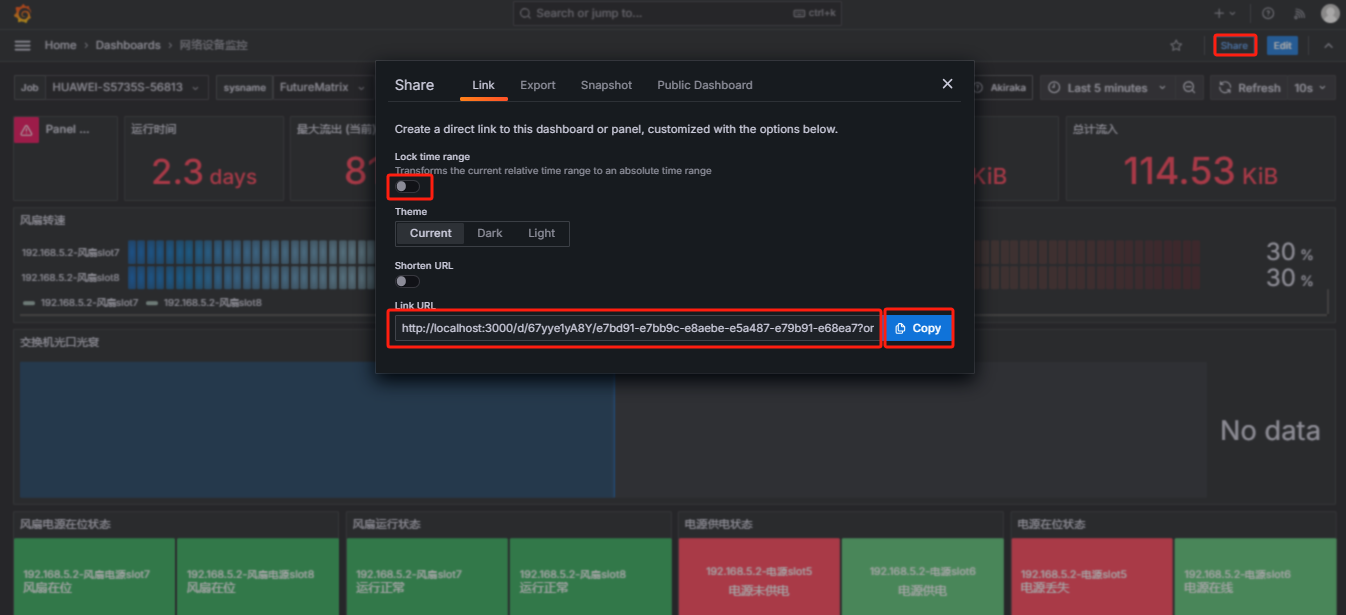 Search or jump to...
ctrl+k
Home › Dashboards › 网络设备监控
Share
Edit
Job HUAWEI-S5735S-56813
sysname FutureMatrix
Akiraka
Last 5 minutes
Refresh 10s
Share
Link
Export
Snapshot
Public Dashboard
Create a direct link to this dashboard or panel, customized with the options below.
Lock time range
Transforms the current relative time range to an absolute time range
Theme
Current
Dark
Light
Shorten URL
Link URL
http://localhost:3000/d/67yye1yA8Y/e7bd91-e7bb9c-e8aebe-e5a487-e79b91-e68ea7?or
Copy
Panel ...
运行时间
2.3 days
最大流出 (当前)
KiB
总计流入
114.53 KiB
风扇转速
192.168.5.2-风扇slot7
30 %
192.168.5.2-风扇slot8
30 %
192.168.5.2-风扇slot7 192.168.5.2-风扇slot8
交换机光口光衰
No data
风扇电源在位状态
192.168.5.2-风扇电源slot7
风扇在位
192.168.5.2-风扇电源slot8
风扇在位
风扇运行状态
192.168.5.2-风扇slot7
运行正常
192.168.5.2-风扇slot8
运行正常
电源供电状态
192.168.5.2-电源slot5
电源未供电
192.168.5.2-电源slot6
电源供电
电源在位状态
192.168.5.2-电源slot5
电源丢失
192.168.5.2-电源slot6
电源在线